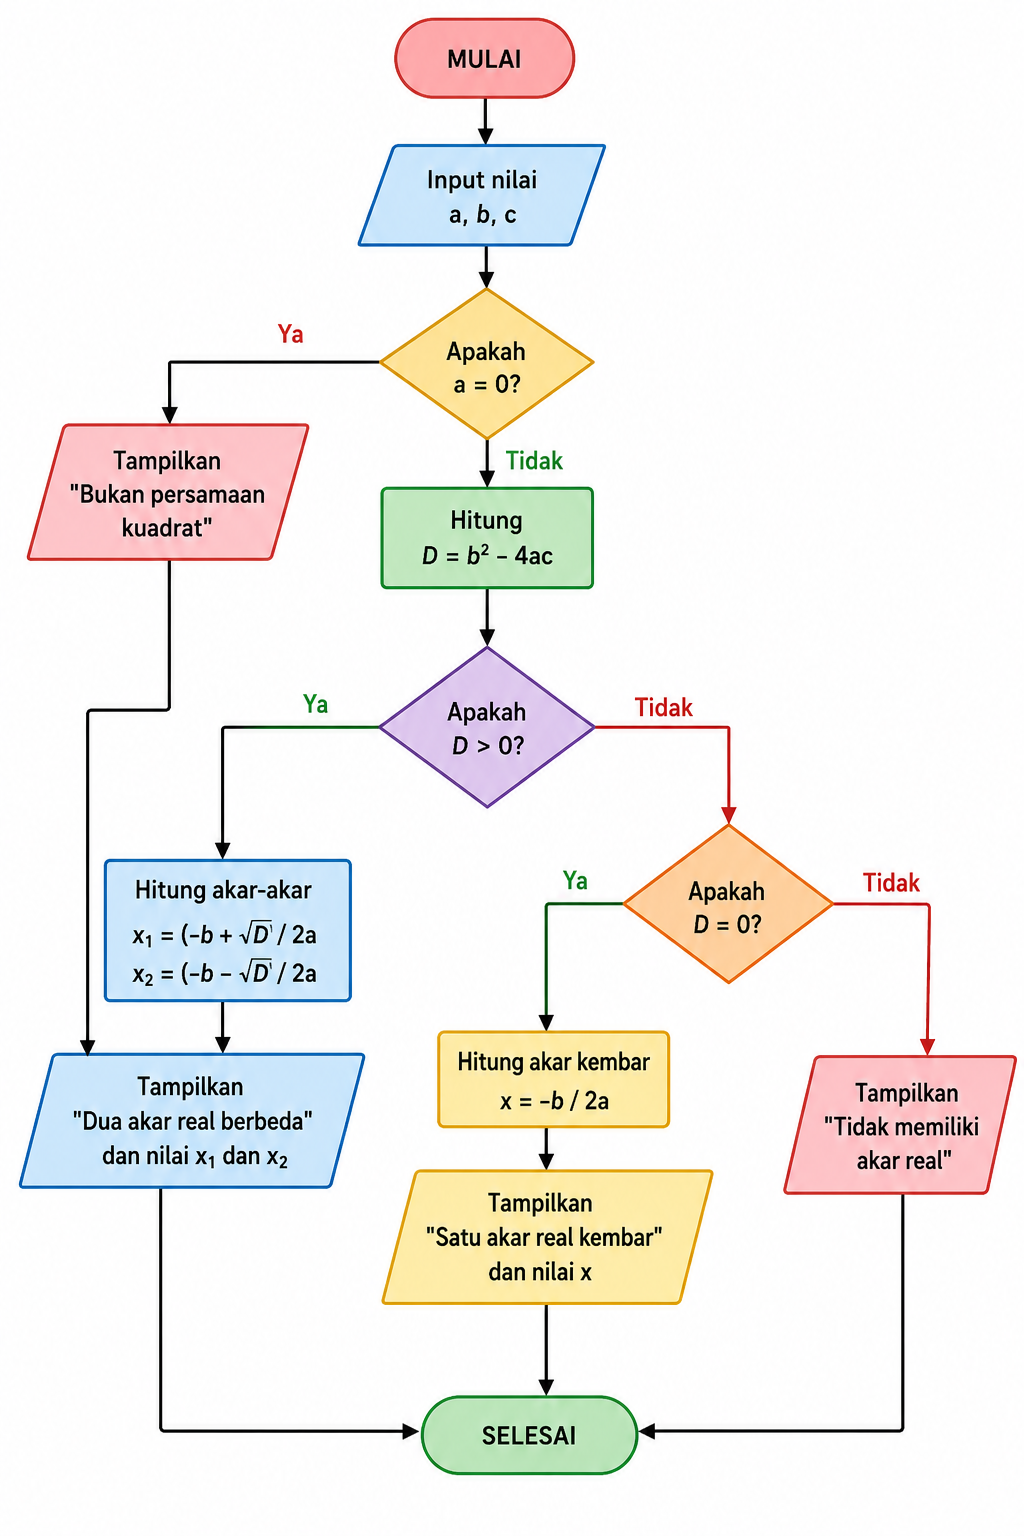 MULAI
Input nilai
a, b, c
Apakah
a = 0?
Ya
Tidak
Tampilkan
"Bukan persamaan
kuadrat"
Hitung
D = b² – 4ac
Apakah
D > 0?
Ya
Tidak
Hitung akar-akar
x₁ = (–b + √D / 2a
x₂ = (–b – √D / 2a
Apakah
D = 0?
Ya
Tidak
Tampilkan
"Dua akar real berbeda"
dan nilai x₁ dan x₂
Hitung akar kembar
x = –b / 2a
Tampilkan
"Satu akar real kembar"
dan nilai x
Tampilkan
"Tidak memiliki
akar real"
SELESAI